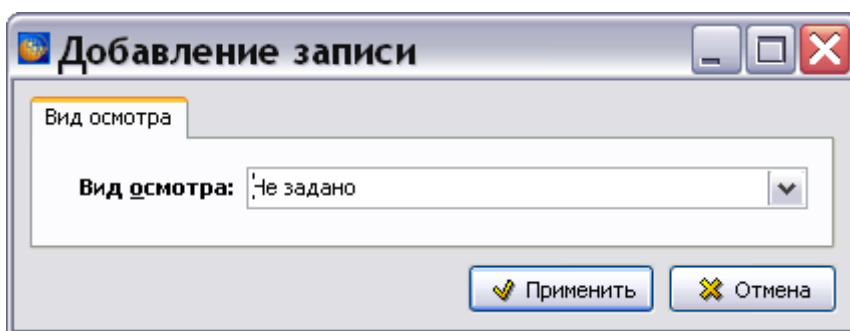 Добавление записи
Вид осмотра
Вид осмотра: Не задано
Применить Отмена